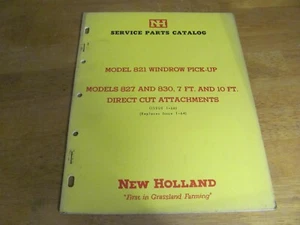 NH
SERVICE PARTS CATALOG
MODEL 821 WINDROW PICK-UP
MODELS 827 AND 830, 7 FT. AND 10 FT.
DIRECT CUT ATTACHMENTS
NEW HOLLAND
"First in Grassland Farming"